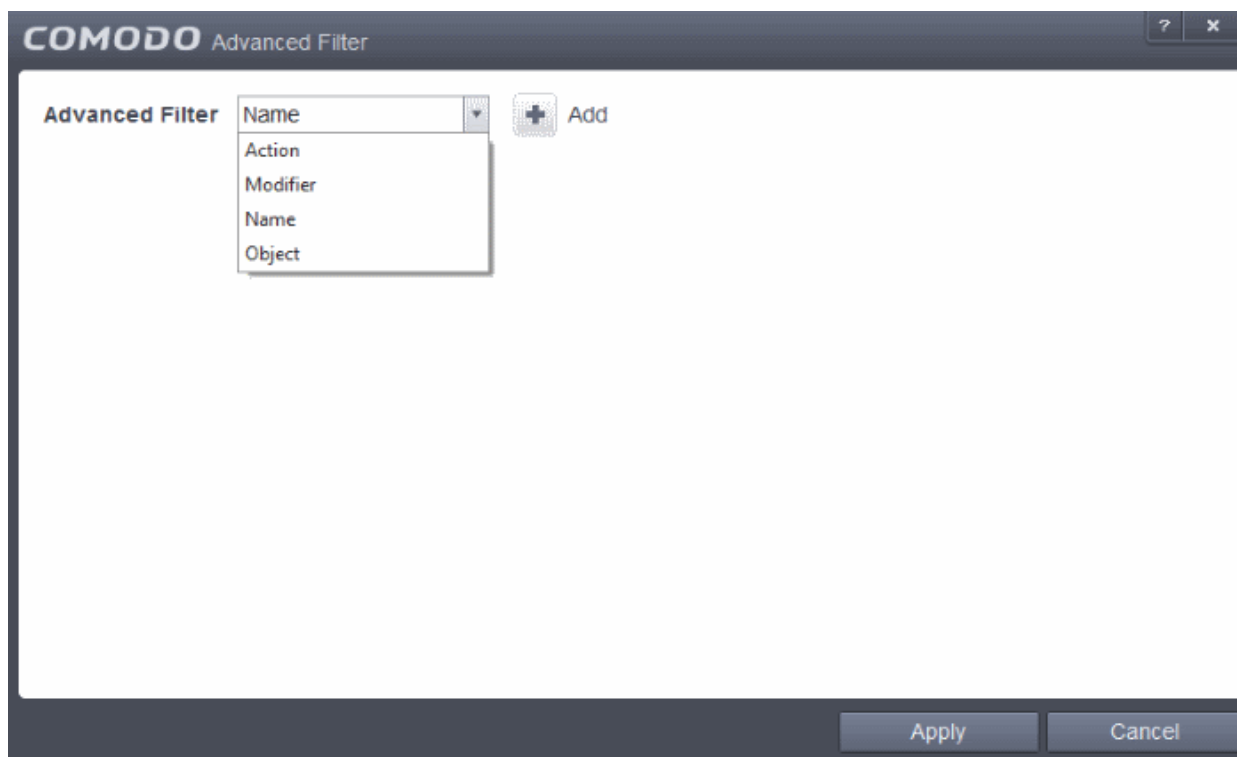 COMODO Advanced Filter ? x
Advanced Filter Name + Add
Action
Modifier
Name
Object
Apply Cancel